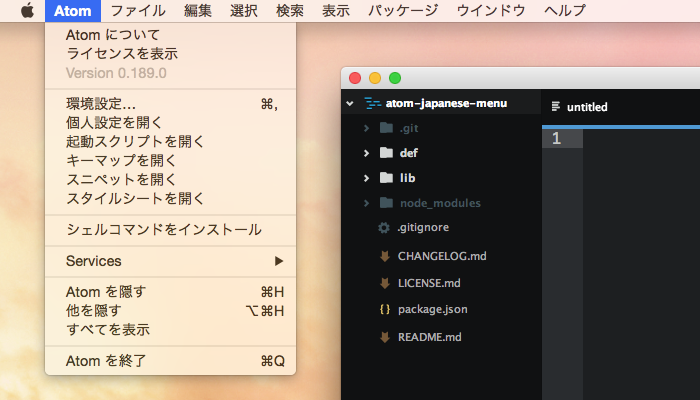 Atom ファイル 編集 選択 検索 表示 パッケージ ウインドウ ヘルプ
Atom について
ライセンスを表示
Version 0.189.0
環境設定... ⌘,
個人設定を開く
起動スクリプトを開く
キーマップを開く
スニペットを開く
スタイルシートを開く
シェルコマンドをインストール
Services ▶
Atom を隠す ⌘H
他を隠す ⌥⌘H
すべてを表示
Atom を終了 ⌘Q
atom-japanese-menu
.git
def
lib
node_modules
.gitignore
CHANGELOG.md
LICENSE.md
package.json
README.md
untitled
1